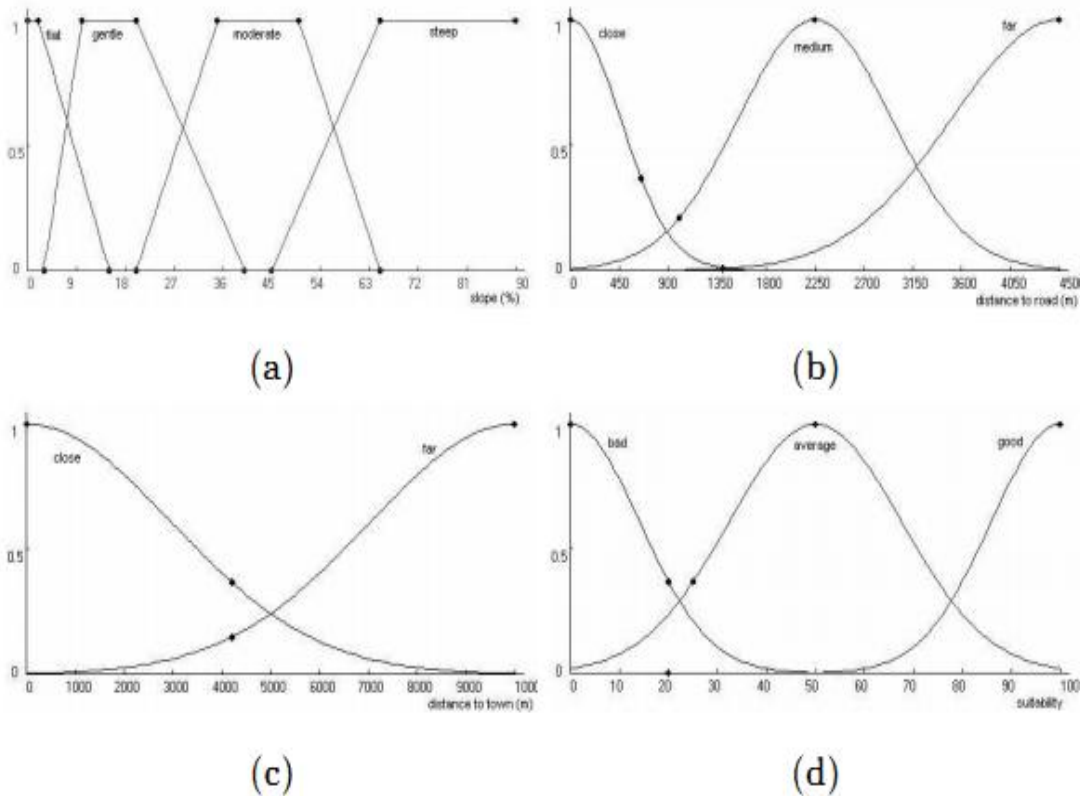 1
flat
gentle
moderate
steep
0.5
0
0 9 18 27 36 45 54 63 72 81 90
slope (%)
(a)
1
close
medium
far
0.5
0
0 450 900 1350 1800 2250 2700 3150 3600 4050 450
distance to road (m)
(b)
1
close
far
0.5
0
0 1000 2000 3000 4000 5000 6000 7000 8000 9000 1000
distance to town (m)
(c)
1
bad
average
good
0.5
0
0 10 20 30 40 50 60 70 80 90 100
suitability
(d)